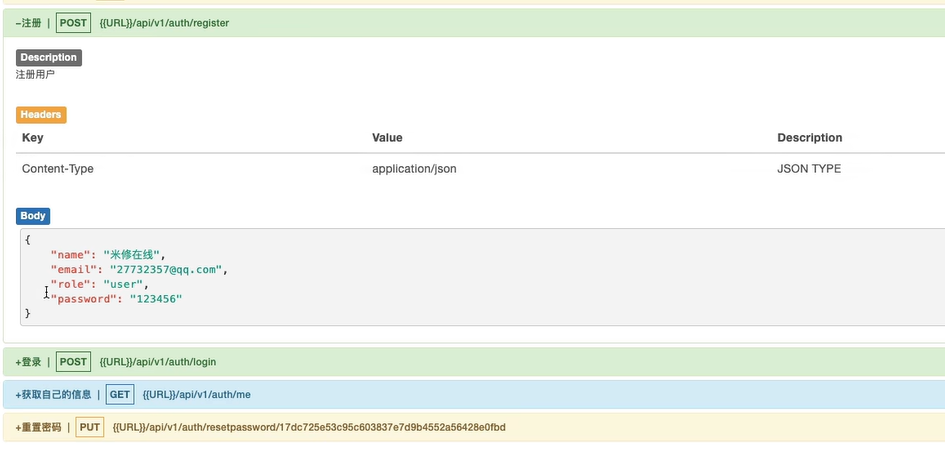 −注册 | POST {{URL}}/api/v1/auth/register
Description
注册用户
Headers
Key Value Description
Content-Type application/json JSON TYPE
Body
{
"name": "米修在线",
"email": "27732357@qq.com",
"role": "user",
"password": "123456"
}
+登录 | POST {{URL}}/api/v1/auth/login
+获取自己的信息 | GET {{URL}}/api/v1/auth/me
+重置密码 | PUT {{URL}}/api/v1/auth/resetpassword/17dc725e53c95c603837e7d9b4552a56428e0fbd